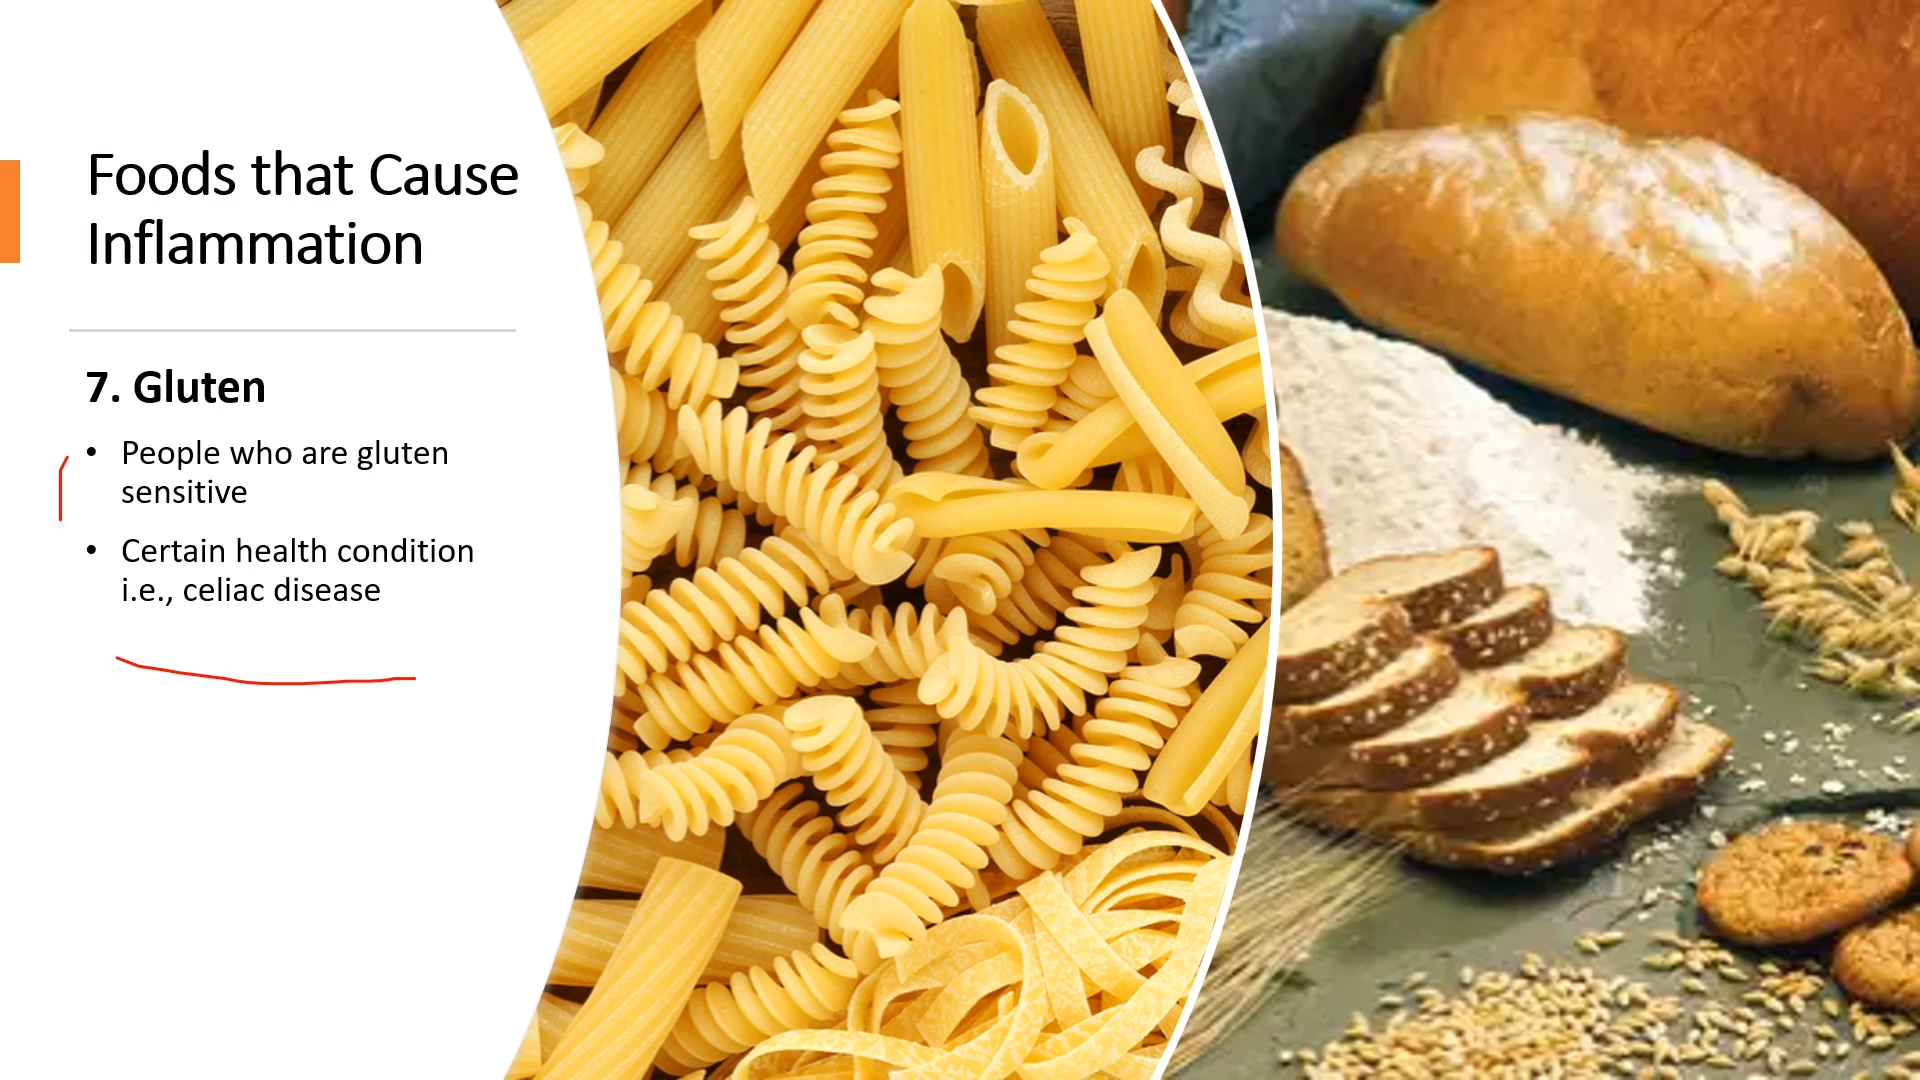 Foods that Cause
Inflammation
7. Gluten
• People who are gluten
sensitive
• Certain health condition
i.e., celiac disease